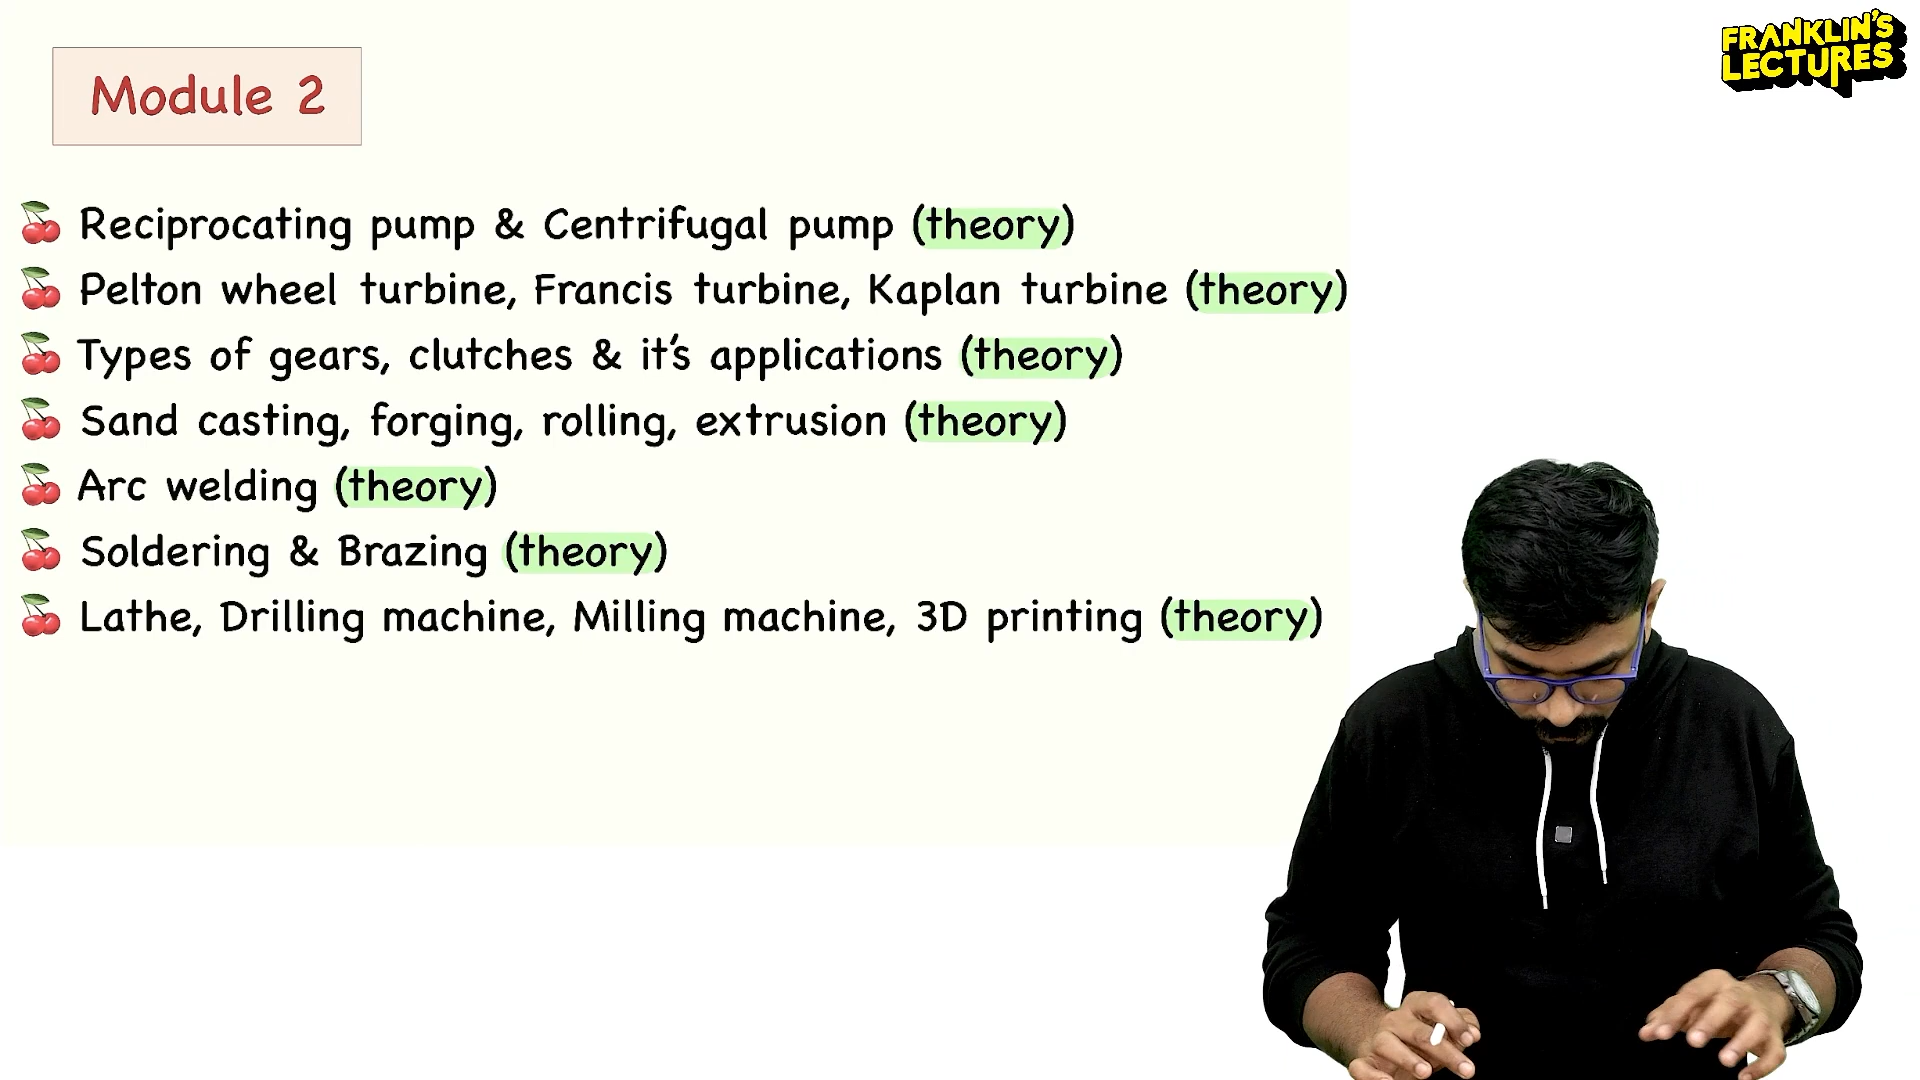 FRANKLIN'S
LECTURES
Module 2
Reciprocating pump & Centrifugal pump (theory)
Pelton wheel turbine, Francis turbine, Kaplan turbine (theory)
Types of gears, clutches & it's applications (theory)
Sand casting, forging, rolling, extrusion (theory)
Arc welding (theory)
Soldering & Brazing (theory)
Lathe, Drilling machine, Milling machine, 3D printing (theory)